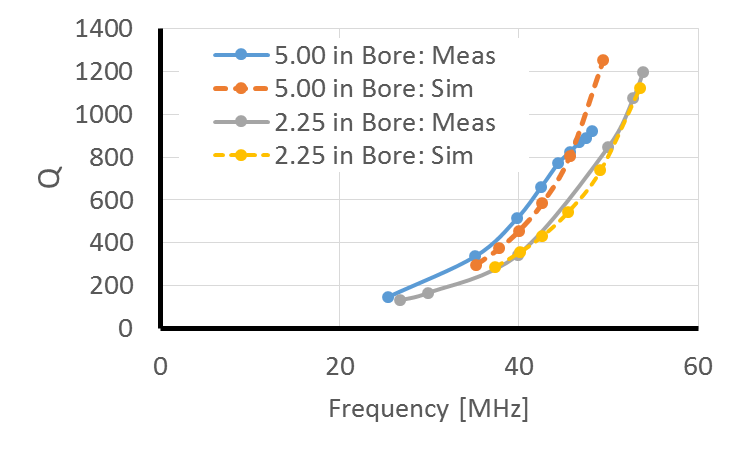 1400
1200
1000
800
600
400
200
0
Q
5.00 in Bore: Meas
5.00 in Bore: Sim
2.25 in Bore: Meas
2.25 in Bore: Sim
0 20 40 60
Frequency [MHz]